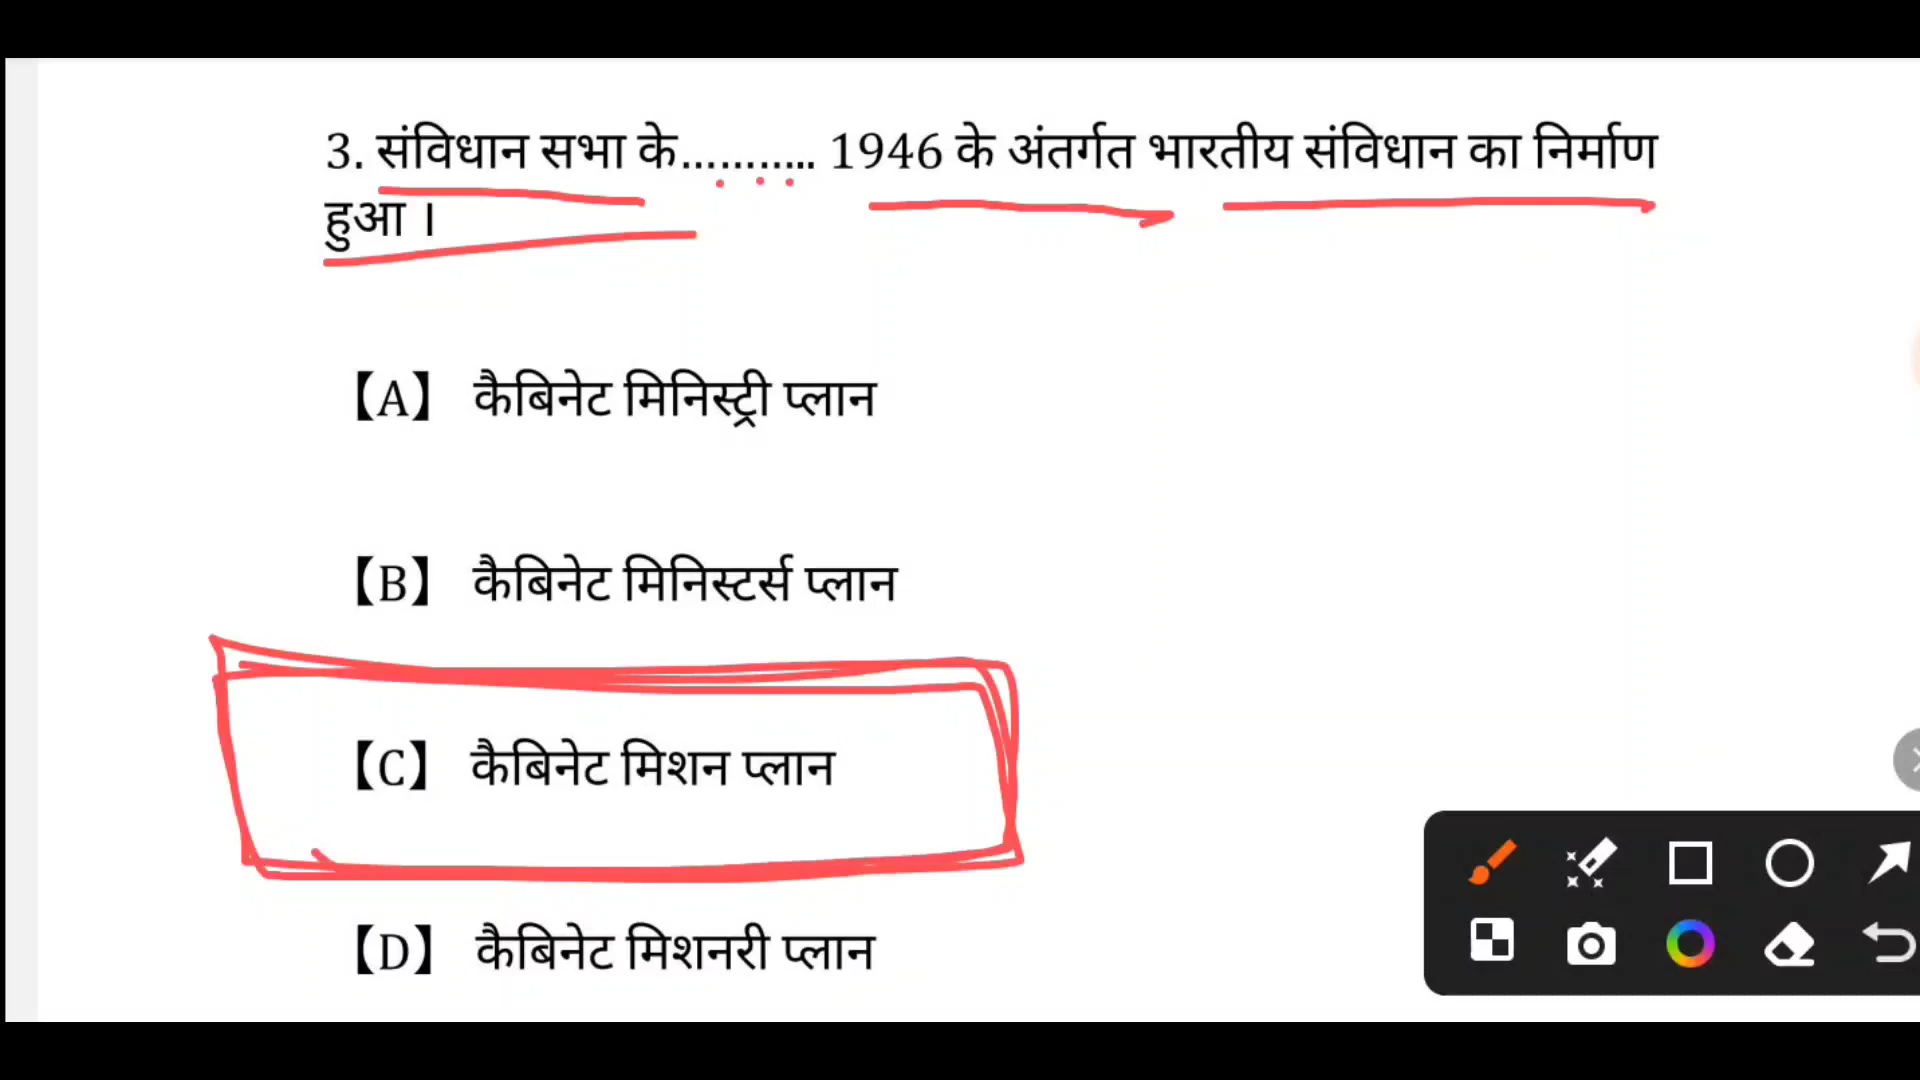 3. संविधान सभा के........... 1946 के अंतर्गत भारतीय संविधान का निर्माण
हुआ ।
【A】 कैबिनेट मिनिस्ट्री प्लान
【B】 कैबिनेट मिनिस्टर्स प्लान
【C】 कैबिनेट मिशन प्लान
【D】 कैबिनेट मिशनरी प्लान